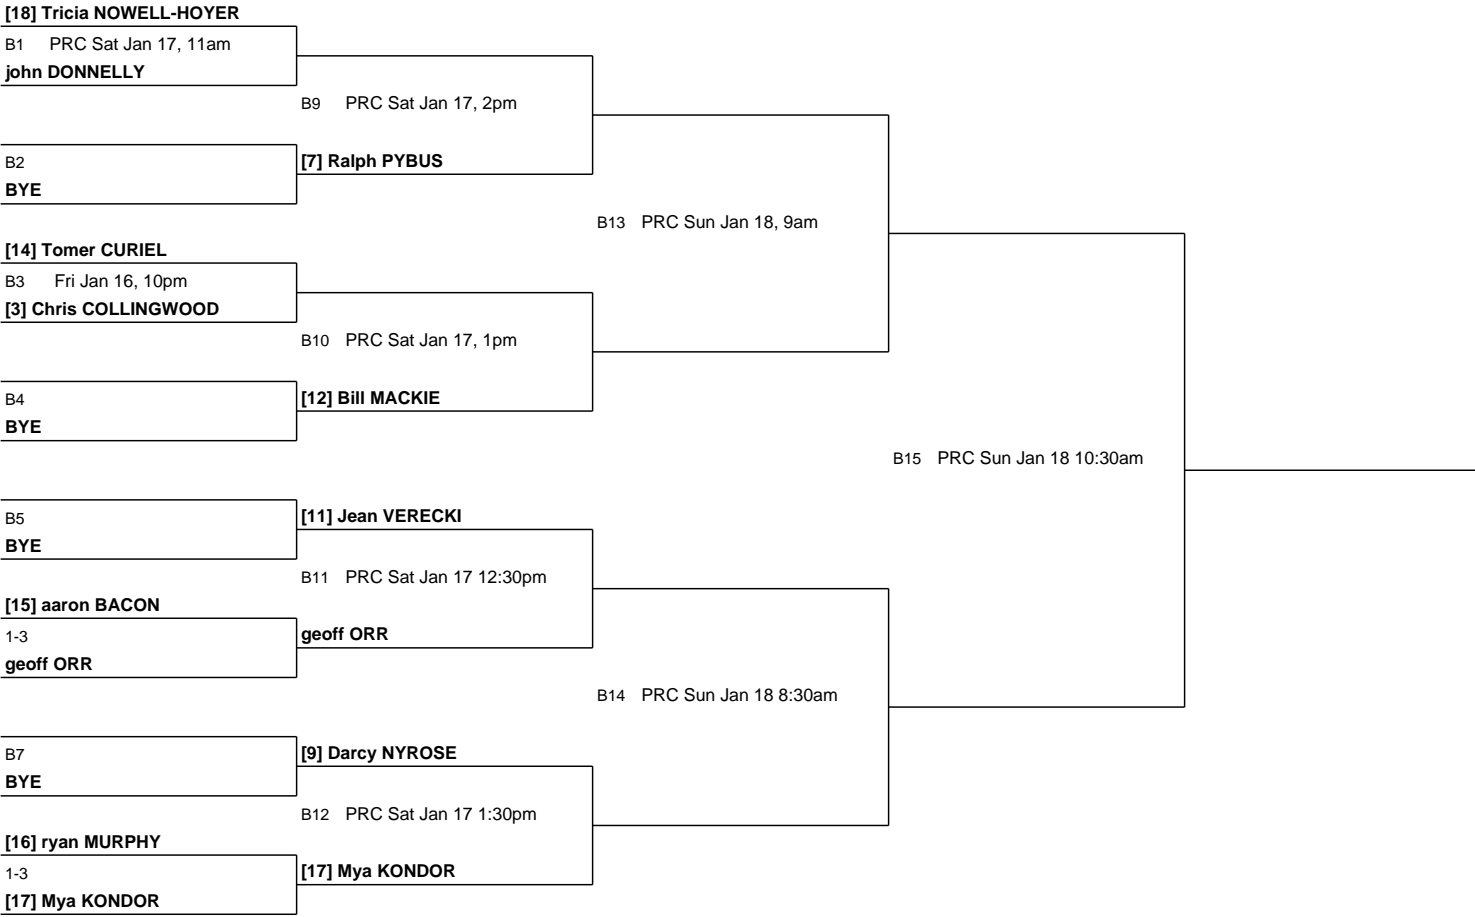 [18] Tricia NOWELL-HOYER
B1 PRC Sat Jan 17, 11am
john DONNELLY
B9 PRC Sat Jan 17, 2pm
B2
[7] Ralph PYBUS
BYE
B13 PRC Sun Jan 18, 9am
[14] Tomer CURIEL
B3 Fri Jan 16, 10pm
[3] Chris COLLINGWOOD
B10 PRC Sat Jan 17, 1pm
B4
[12] Bill MACKIE
BYE
B15 PRC Sun Jan 18 10:30am
B5
[11] Jean VERECKI
BYE
B11 PRC Sat Jan 17 12:30pm
[15] aaron BACON
1-3
geoff ORR
geoff ORR
B14 PRC Sun Jan 18 8:30am
B7
[9] Darcy NYROSE
BYE
B12 PRC Sat Jan 17 1:30pm
[16] ryan MURPHY
1-3
[17] Mya KONDOR
[17] Mya KONDOR